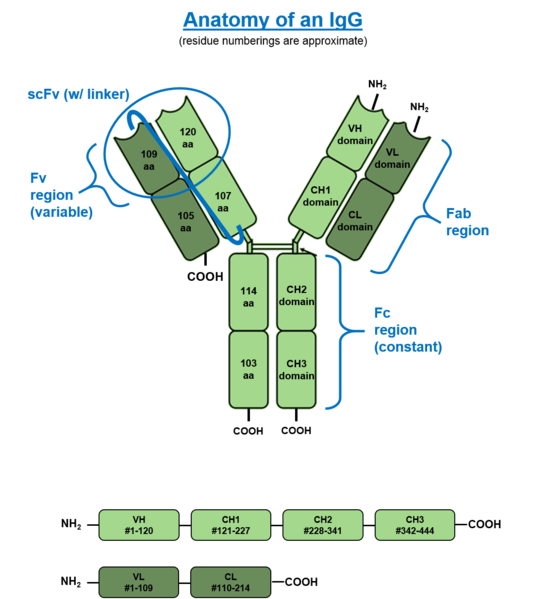 Anatomy of an IgG
(residue numberings are approximate)
NH2
scFv (w/ linker)
NH2
120
aa
VH
domain
109
aa
VL
domain
Fv
region
(variable)
107
aa
CH1
domain
105
aa
CL
domain
Fab
region
COOH
114
aa
CH2
domain
Fc
region
(constant)
103
aa
CH3
domain
COOH
COOH
NH2
VH
#1-120
CH1
#121-227
CH2
#228-341
CH3
#342-444
COOH
NH2
VL
#1-109
CL
#110-214
COOH